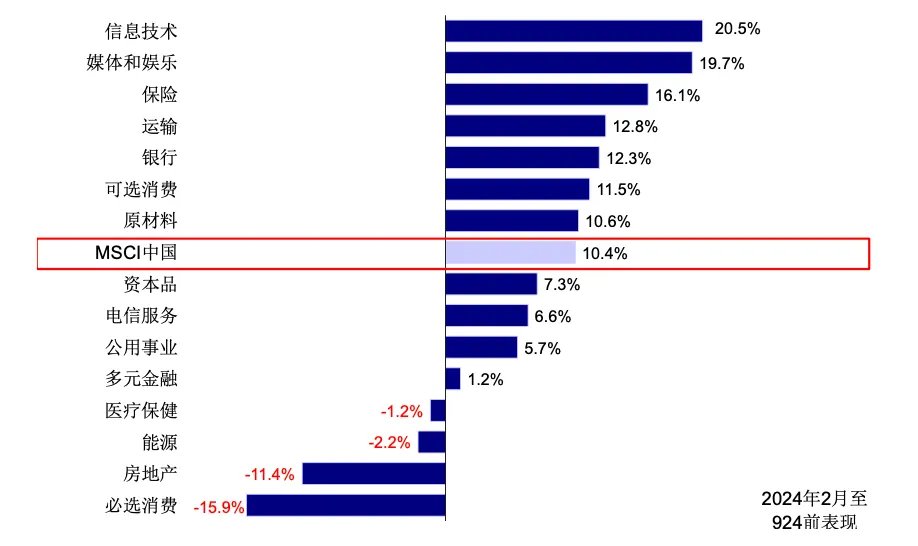 信息技术 20.5%
媒体和娱乐 19.7%
保险 16.1%
运输 12.8%
银行 12.3%
可选消费 11.5%
原材料 10.6%
MSCI中国 10.4%
资本品 7.3%
电信服务 6.6%
公用事业 5.7%
多元金融 1.2%
医疗保健 -1.2%
能源 -2.2%
房地产 -11.4%
必选消费 -15.9%
2024年2月至
924前表现